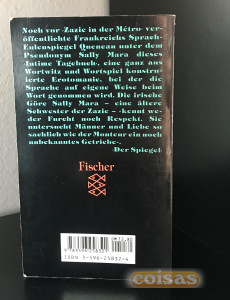 Noch vor ›Zazie in der Métro‹ ver-
öffentlichte Frankreichs Sprach-
Eulenspiegel Queneau unter dem
Pseudonym Sally Mara dieses
›Intime Tagebuch‹, eine ganz aus
Wortwitz und Wortspiel konstru-
ierte Erotomanie, bei der die
Sprache auf eigene Weise beim
Wort genommen wird. Die irische
Göre Sally Mara – eine ältere
Schwester der Zazie – kennt we-
der Furcht noch Respekt. Sie
untersucht Männer und Liebe so
sachlich wie der Monteur ein noch
unbekanntes Getriebe.‹
›Der Spiegel‹
Fischer
DM 12.80
ISBN 3-596-25832-4
coisas